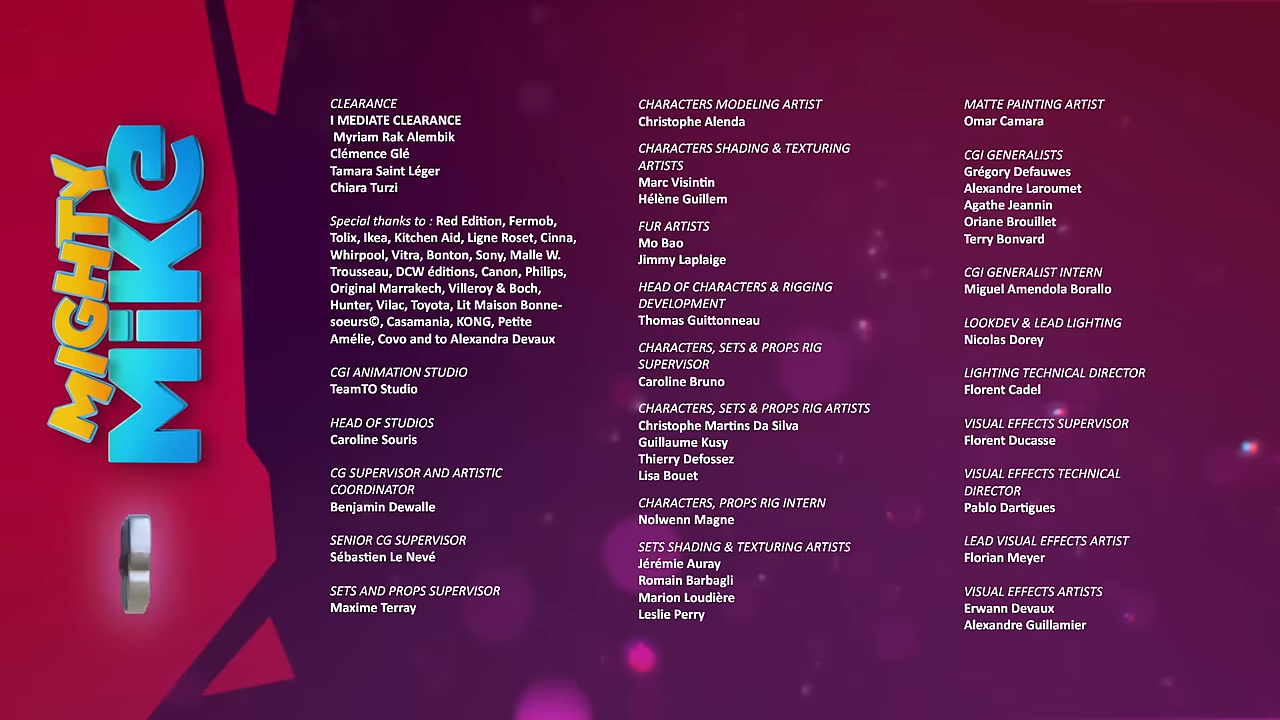 MIGHTY
MiKe
CLEARANCE
I MEDIATE CLEARANCE
Myriam Rak Alembik
Clémence Glé
Tamara Saint Léger
Chiara Turzi
Special thanks to : Red Edition, Fermob,
Tolix, Ikea, Kitchen Aid, Ligne Roset, Cinna,
Whirpool, Vitra, Bonton, Sony, Malle W.
Trousseau, DCW éditions, Canon, Philips,
Original Marrakech, Villeroy & Boch,
Hunter, Vilac, Toyota, Lit Maison Bonne-
soeurs©, Casamania, KONG, Petite
Amélie, Covo and to Alexandra Devaux
CGI ANIMATION STUDIO
TeamTO Studio
HEAD OF STUDIOS
Caroline Souris
CG SUPERVISOR AND ARTISTIC
COORDINATOR
Benjamin Dewalle
SENIOR CG SUPERVISOR
Sébastien Le Nevé
SETS AND PROPS SUPERVISOR
Maxime Terray
CHARACTERS MODELING ARTIST
Christophe Alenda
CHARACTERS SHADING & TEXTURING
ARTISTS
Marc Visintin
Hélène Guillem
FUR ARTISTS
Mo Bao
Jimmy Laplaige
HEAD OF CHARACTERS & RIGGING
DEVELOPMENT
Thomas Guittonneau
CHARACTERS, SETS & PROPS RIG
SUPERVISOR
Caroline Bruno
CHARACTERS, SETS & PROPS RIG ARTISTS
Christophe Martins Da Silva
Guillaume Kusy
Thierry Defossez
Lisa Bouet
CHARACTERS, PROPS RIG INTERN
Nolwenn Magne
SETS SHADING & TEXTURING ARTISTS
Jérémie Auray
Romain Barbagli
Marion Loudière
Leslie Perry
MATTE PAINTING ARTIST
Omar Camara
CGI GENERALISTS
Grégory Defauwes
Alexandre Laroumet
Agathe Jeannin
Oriane Brouillet
Terry Bonvard
CGI GENERALIST INTERN
Miguel Amendola Borallo
LOOKDEV & LEAD LIGHTING
Nicolas Dorey
LIGHTING TECHNICAL DIRECTOR
Florent Cadel
VISUAL EFFECTS SUPERVISOR
Florent Ducasse
VISUAL EFFECTS TECHNICAL
DIRECTOR
Pablo Dartigues
LEAD VISUAL EFFECTS ARTIST
Florian Meyer
VISUAL EFFECTS ARTISTS
Erwann Devaux
Alexandre Guillamier